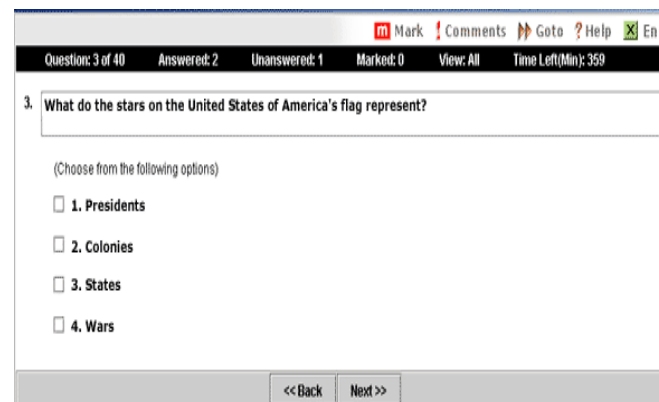 m Mark ! Comments Goto ? Help X En
Question: 3 of 40 Answered: 2 Unanswered: 1 Marked: 0 View: All Time Left(Min): 359
3. What do the stars on the United States of America's flag represent?
(Choose from the following options)
1. Presidents
2. Colonies
3. States
4. Wars
<< Back Next >>